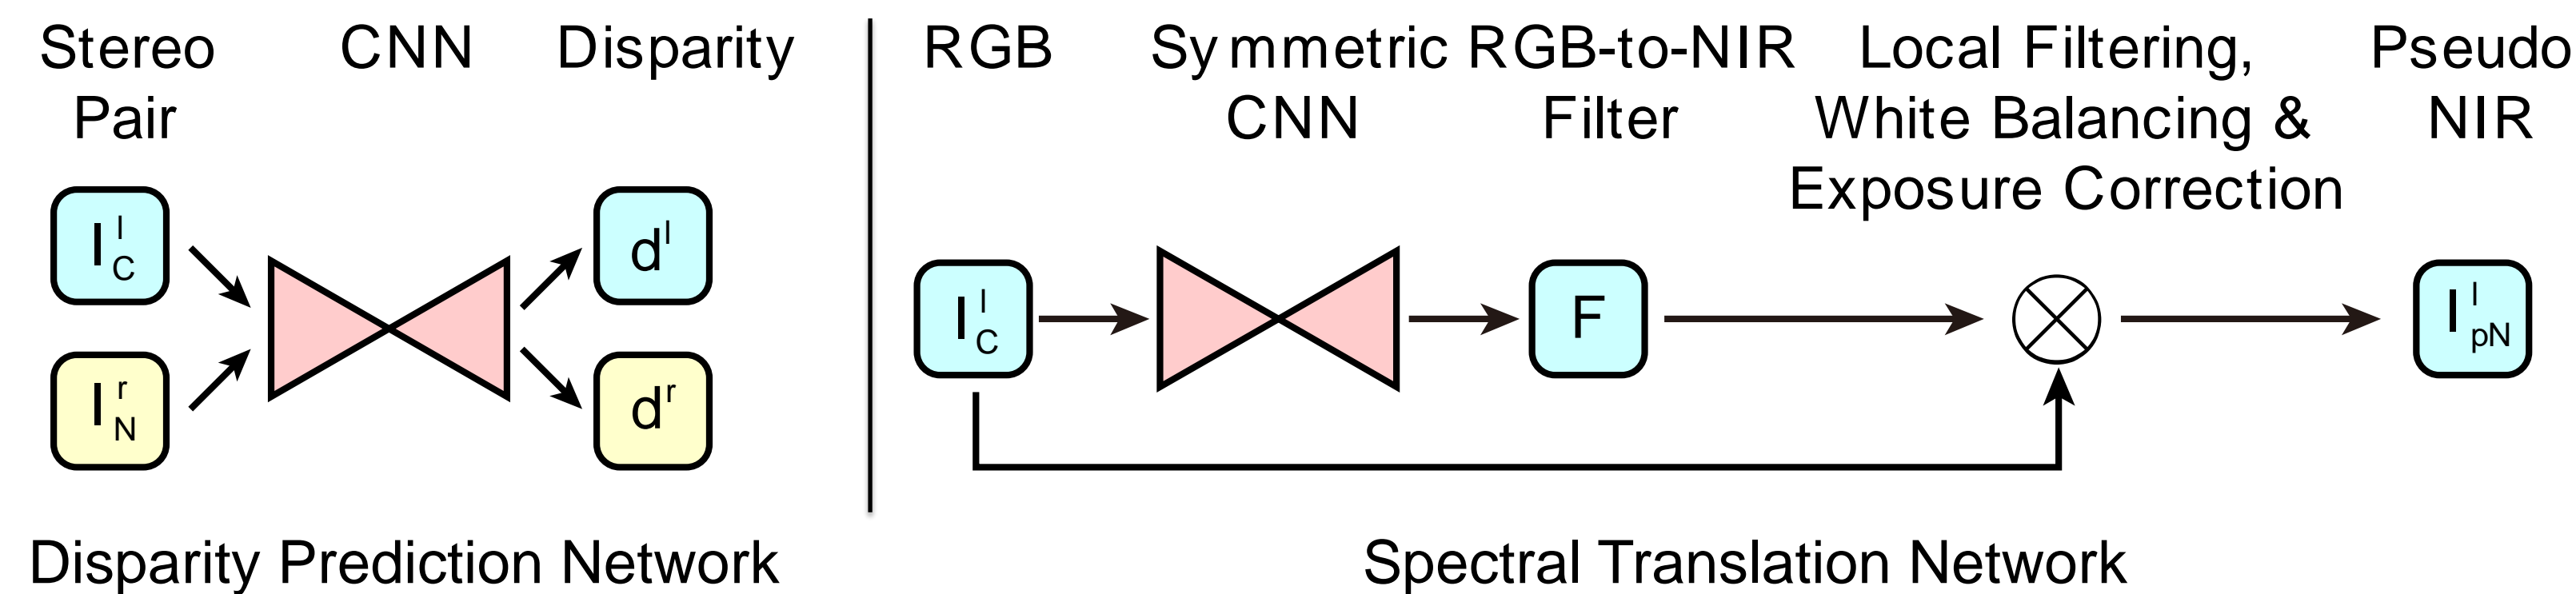 Stereo
Pair
CNN
Disparity
I^l_C
I^r_N
d^l
d^r
Disparity Prediction Network
RGB
Symmetric
CNN
RGB-to-NIR
Filter
Local Filtering,
White Balancing &
Exposure Correction
Pseudo
NIR
I^l_C
F
I^l_pN
Spectral Translation Network